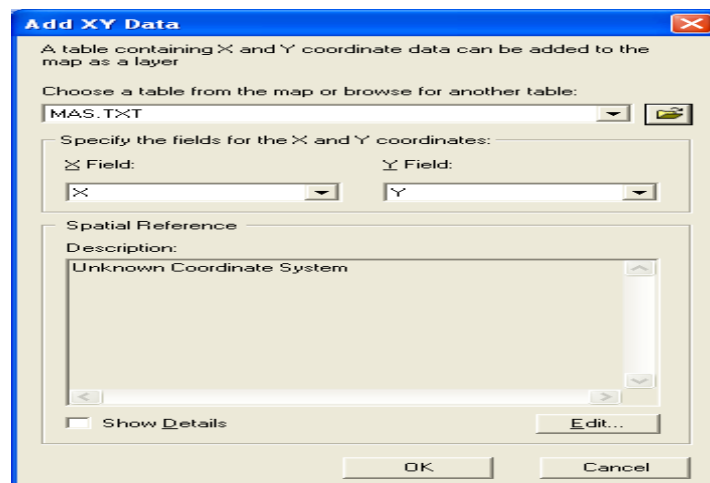 Add XY Data
A table containing X and Y coordinate data can be added to the
map as a layer
Choose a table from the map or browse for another table:
MAS.TXT
Specify the fields for the X and Y coordinates:
X Field: Y Field:
X Y
Spatial Reference
Description:
Unknown Coordinate System
Show Details Edit...
OK Cancel